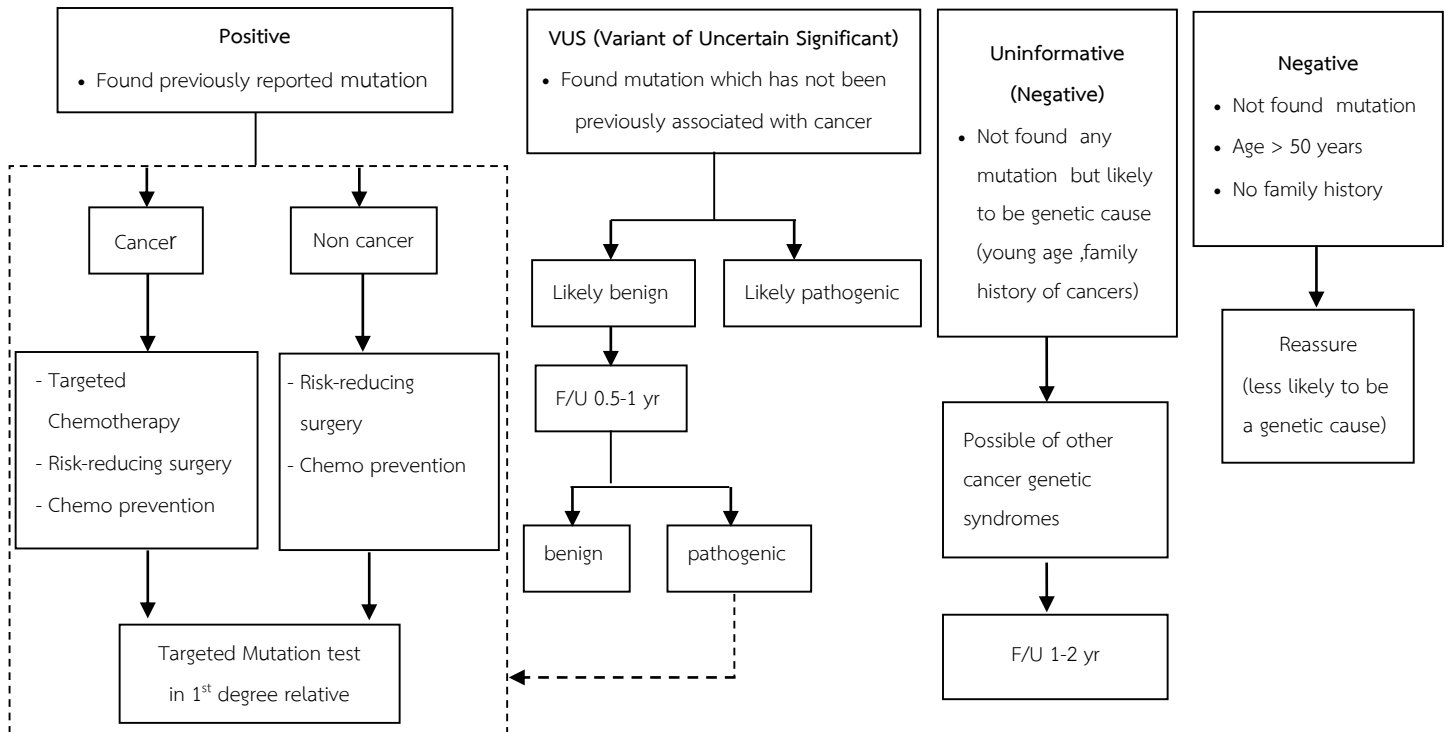 Positive
• Found previously reported mutation
Cancer
Non cancer
- Targeted
Chemotherapy
- Risk-reducing surgery
- Chemo prevention
- Risk-reducing
surgery
- Chemo prevention
Targeted Mutation test
in 1st degree relative
VUS (Variant of Uncertain Significant)
• Found mutation which has not been
previously associated with cancer
Likely benign
Likely pathogenic
F/U 0.5-1 yr
benign
pathogenic
Uninformative
(Negative)
• Not found any
mutation but likely
to be genetic cause
(young age ,family
history of cancers)
Possible of other
cancer genetic
syndromes
F/U 1-2 yr
Negative
• Not found mutation
• Age > 50 years
• No family history
Reassure
(less likely to be
a genetic cause)